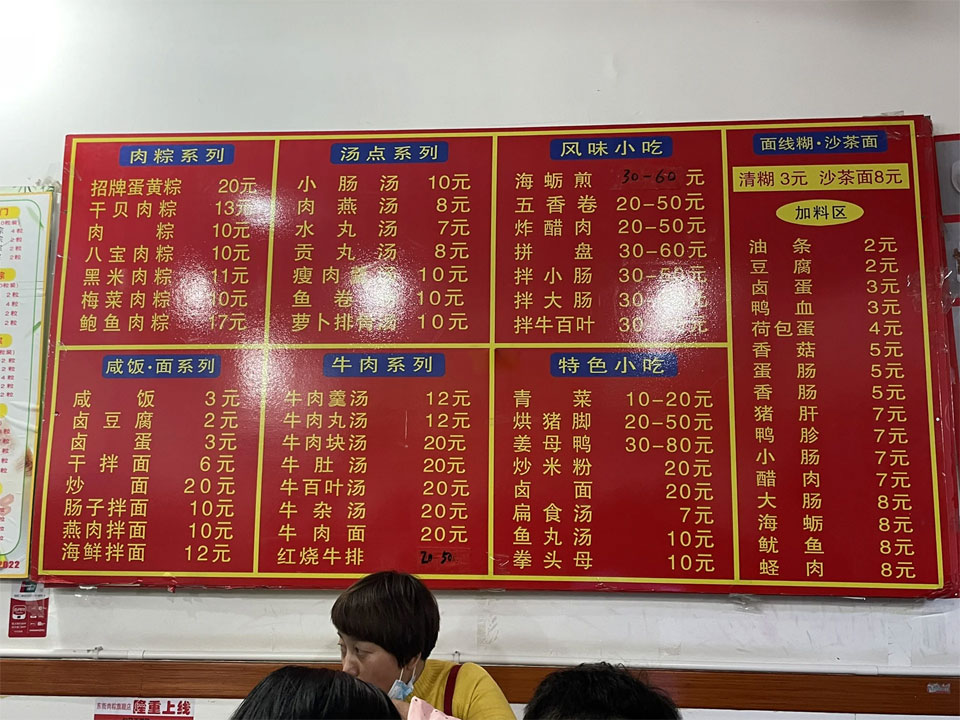 肉粽系列
招牌蛋黄粽 20元
干贝肉粽 13元
肉粽 10元
八宝肉粽 10元
黑米肉粽 11元
梅菜肉粽 10元
鲍鱼肉粽 17元
汤点系列
小肠汤 10元
肉燕汤 8元
水丸汤 7元
贡丸汤 8元
瘦肉羹汤 10元
鱼卷汤 10元
萝卜排骨汤 10元
风味小吃
海蛎煎 30-60元
五香卷 20-50元
炸醋肉 20-50元
拼盘 30-60元
拌小肠 30-50元
拌大肠 30-
拌牛百叶 30-
面线糊·沙茶面
清糊 3元 沙茶面8元
加料区
油条 2元
豆腐 2元
卤蛋 3元
鸭血 3元
荷包蛋 4元
香菇 5元
蛋肠 5元
香肠 5元
猪肝 7元
鸭胗 7元
小肠 7元
醋肉 7元
大肠 8元
海蛎 8元
鱿鱼 8元
蛏肉 8元
咸饭·面系列
咸饭 3元
卤豆腐 2元
卤蛋 3元
干拌面 6元
炒面 20元
肠子拌面 10元
燕肉拌面 10元
海鲜拌面 12元
牛肉系列
牛肉羹汤 12元
牛肉丸汤 12元
牛肉块汤 20元
牛肚汤 20元
牛百叶汤 20元
牛杂汤 20元
牛肉面 20元
红烧牛排 20-50
特色小吃
青菜 10-20元
烘猪脚 20-50元
姜母鸭 30-80元
炒米粉 20元
卤面 20元
扁食汤 7元
鱼丸汤 10元
拳头母 10元
2022
隆重上线